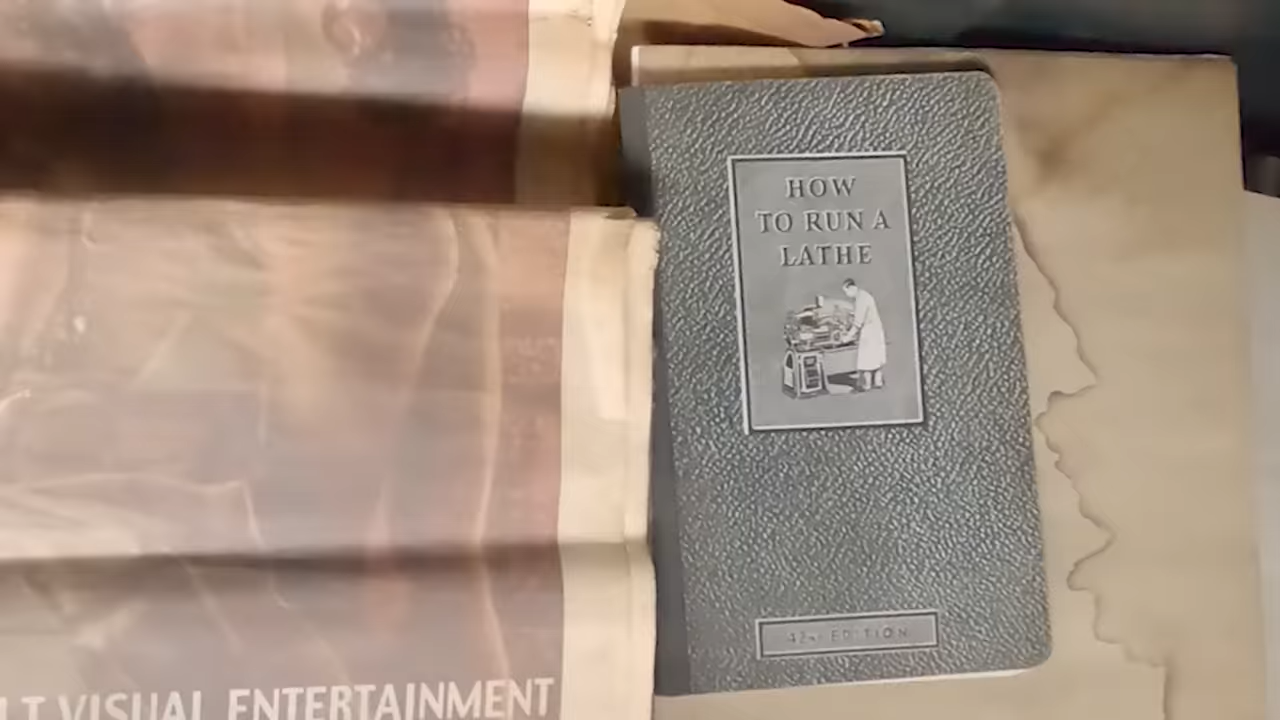 HOW
TO RUN A
LATHE
EDITION
VISUAL ENTERTAINMENT